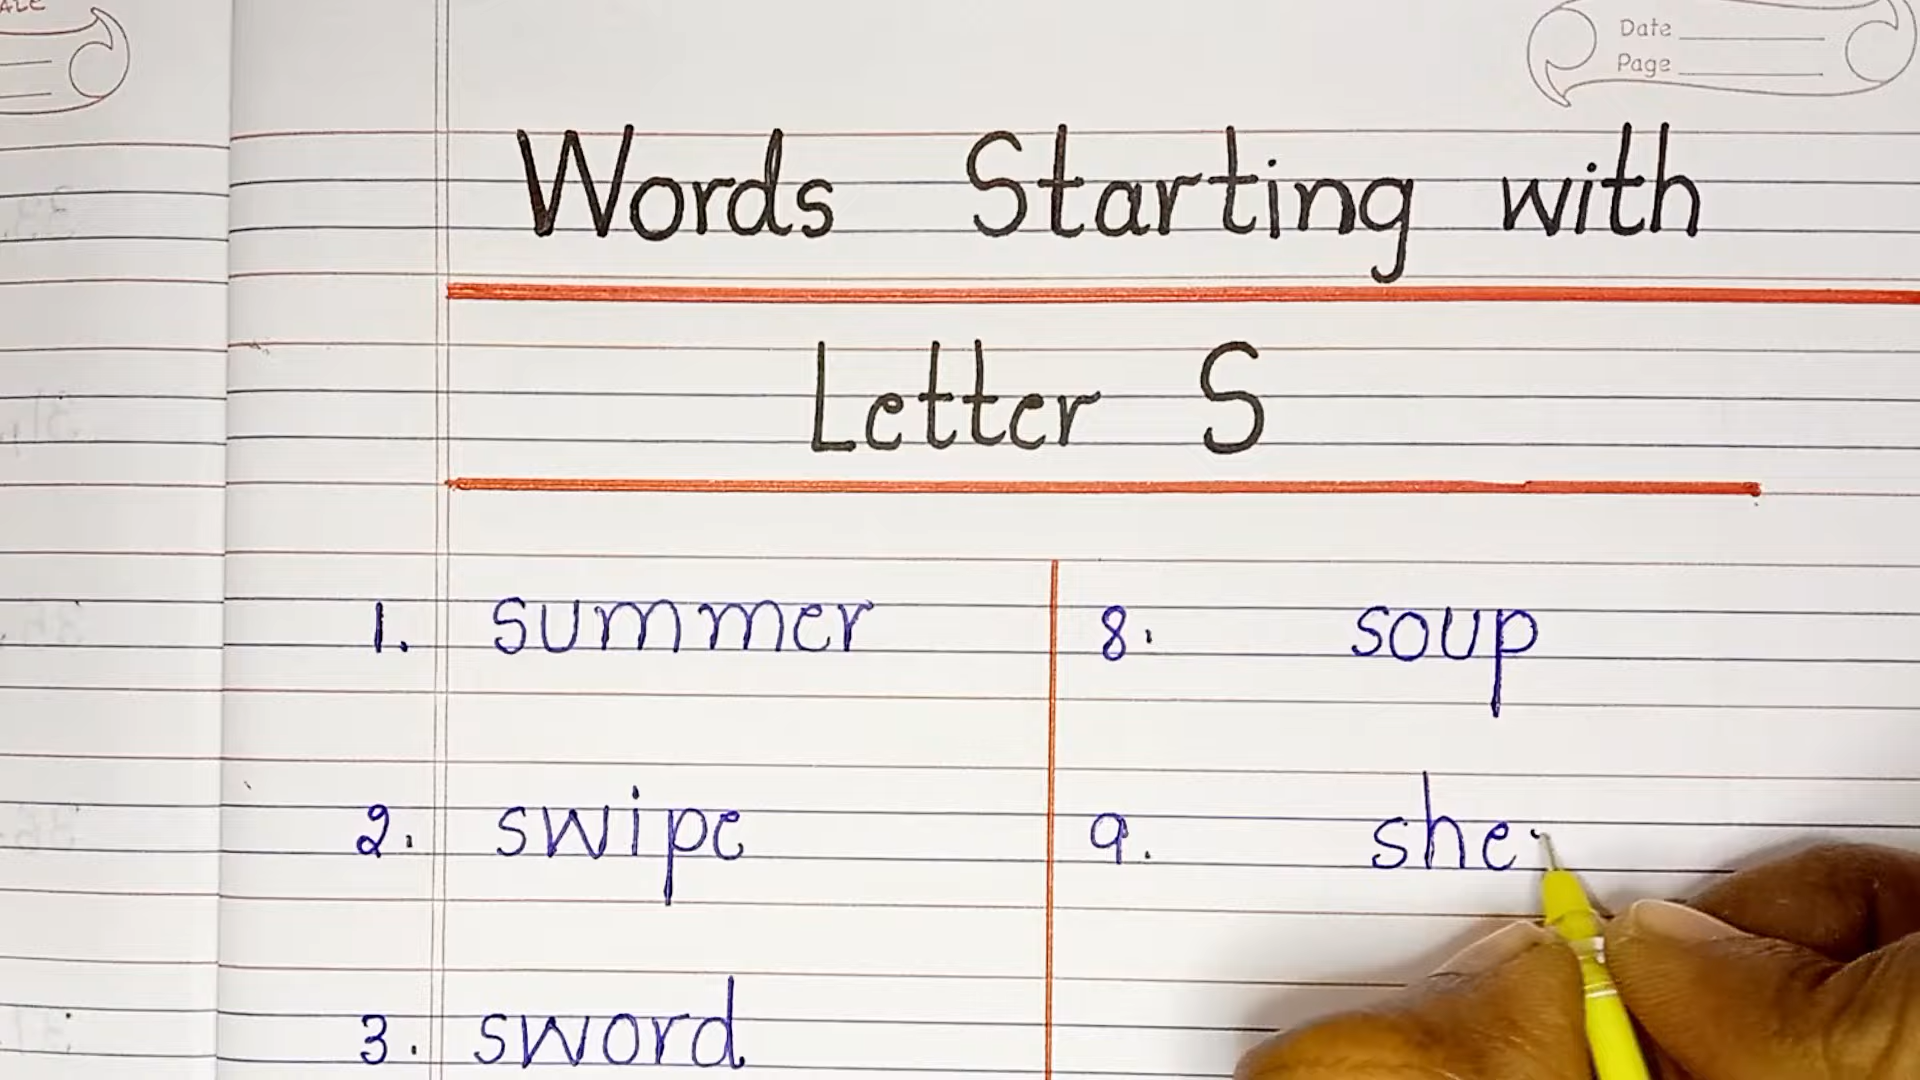 Date
Page
Words Starting with
Letter S
1. summer
2. swipe
3. sword
8. soup
9. she